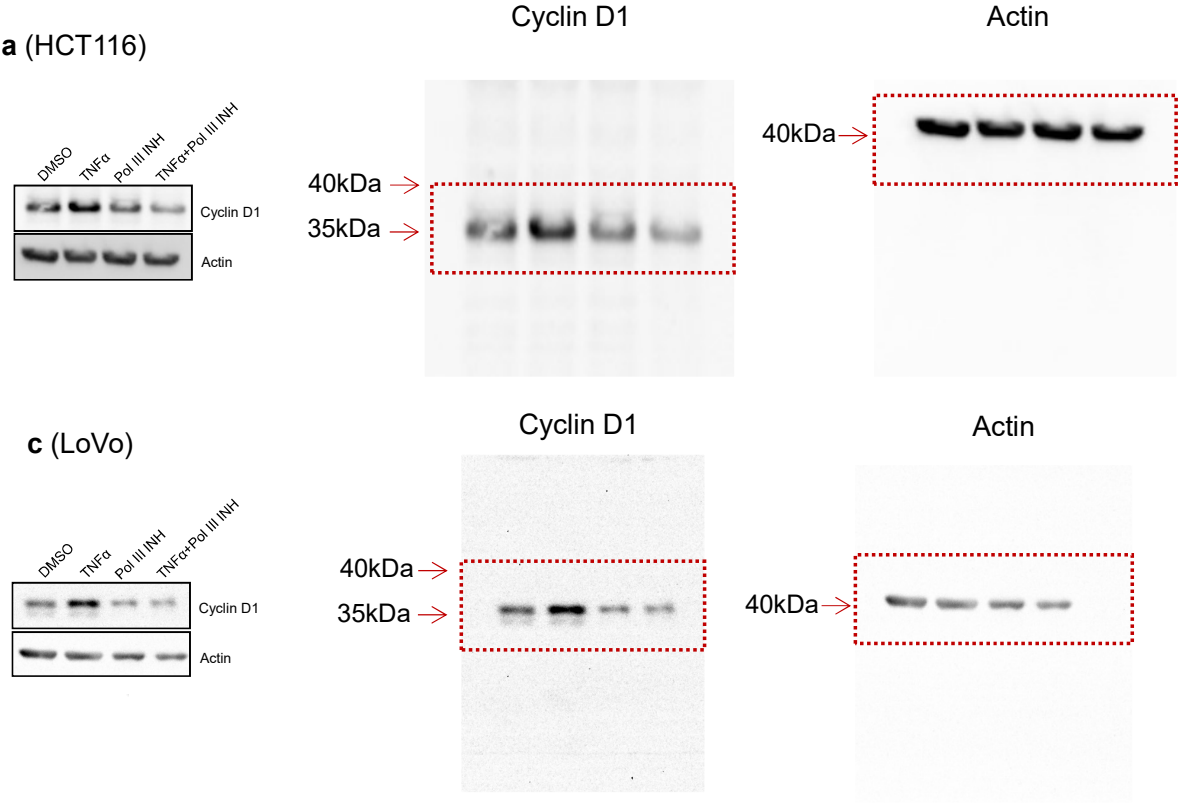 Cyclin D1
Actin
a (HCT116)
DMSO
TNFα
Pol III INH
TNFα+Pol III INH
Cyclin D1
Actin
40kDa
35kDa
40kDa
Cyclin D1
Actin
c (LoVo)
DMSO
TNFα
Pol III INH
TNFα+Pol III INH
Cyclin D1
Actin
40kDa
35kDa
40kDa